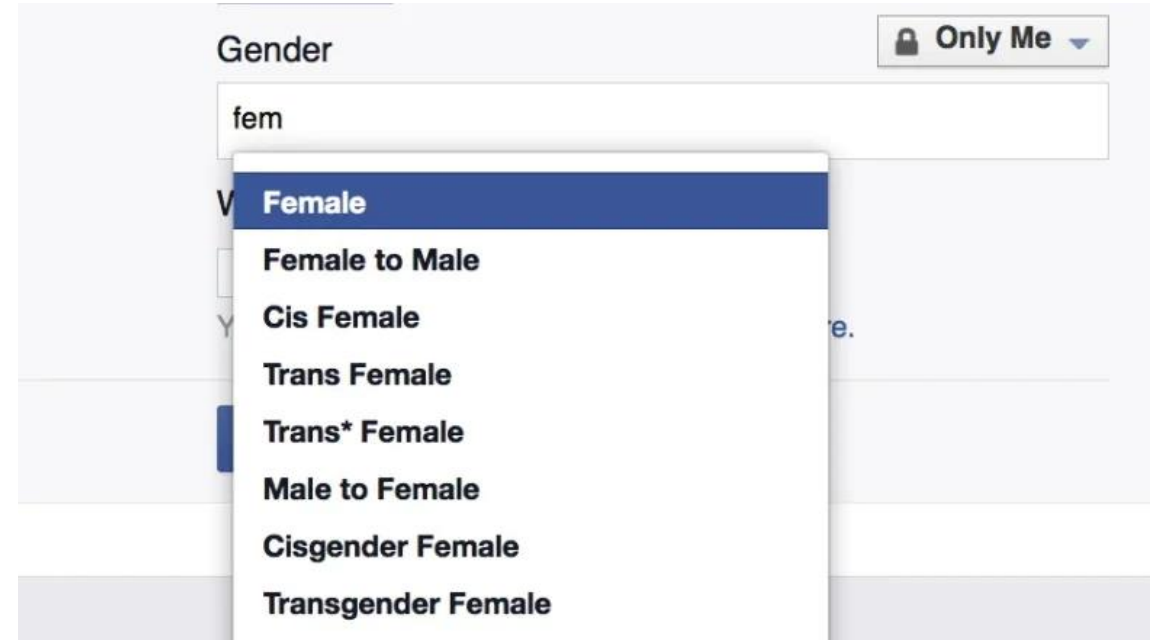 Gender
Only Me
fem
Female
Female to Male
Cis Female
Trans Female
Trans* Female
Male to Female
Cisgender Female
Transgender Female